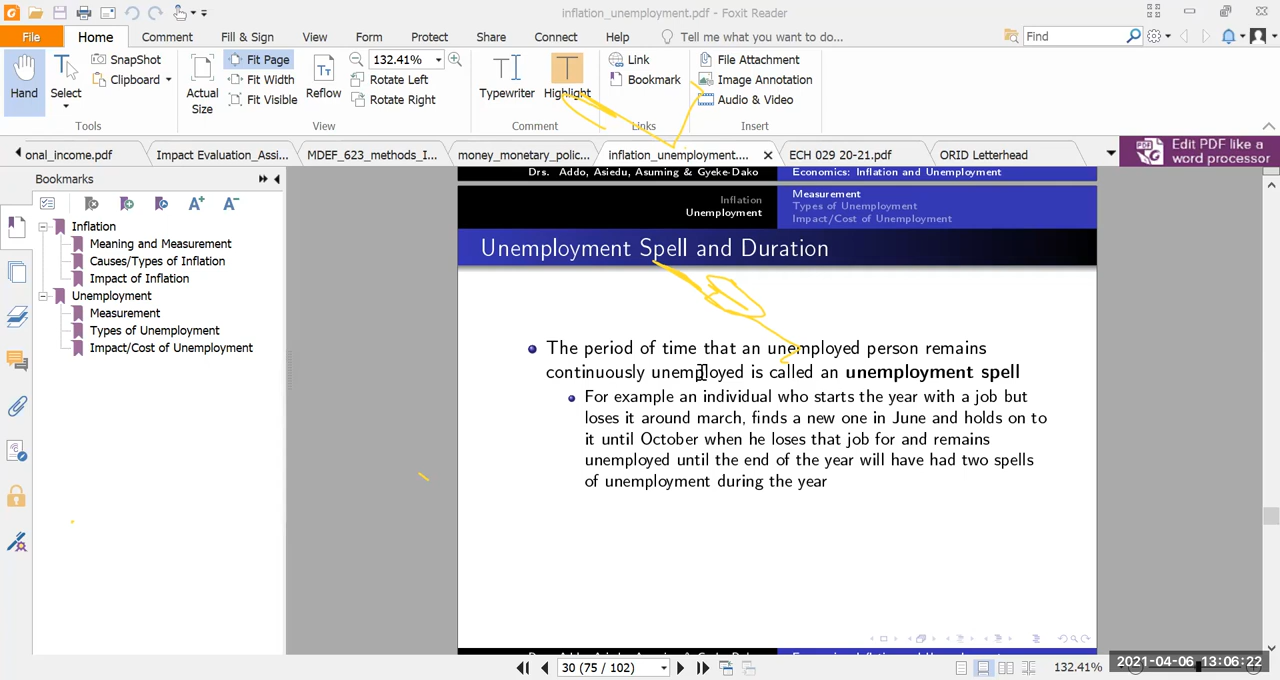 inflation_unemployment.pdf - Foxit Reader
File Home Comment Fill & Sign View Form Protect Share Connect Help Tell me what you want to do... Find
Hand
Select
SnapShot
Clipboard
Actual Size
Fit Page
Fit Width
Fit Visible
Reflow
132.41%
Rotate Left
Rotate Right
Typewriter
Highlight
Link
Bookmark
File Attachment
Image Annotation
Audio & Video
Tools View Comment Links Insert
onal_income.pdf Impact Evaluation_Assi... MDEF_623_methods_I... money_monetary_polic... inflation_unemployment.... ECH 029 20-21.pdf ORID Letterhead
Edit PDF like a
word processor
Bookmarks
Inflation
Meaning and Measurement
Causes/Types of Inflation
Impact of Inflation
Unemployment
Measurement
Types of Unemployment
Impact/Cost of Unemployment
Drs. Addo, Asiedu, Asuming & Gyeke-Dako Economics: Inflation and Unemployment
Inflation
Unemployment
Measurement
Types of Unemployment
Impact/Cost of Unemployment
Unemployment Spell and Duration
The period of time that an unemployed person remains
continuously unemployed is called an unemployment spell
For example an individual who starts the year with a job but
loses it around march, finds a new one in June and holds on to
it until October when he loses that job for and remains
unemployed until the end of the year will have had two spells
of unemployment during the year
30 (75 / 102)
132.41%
2021-04-06 13:06:22